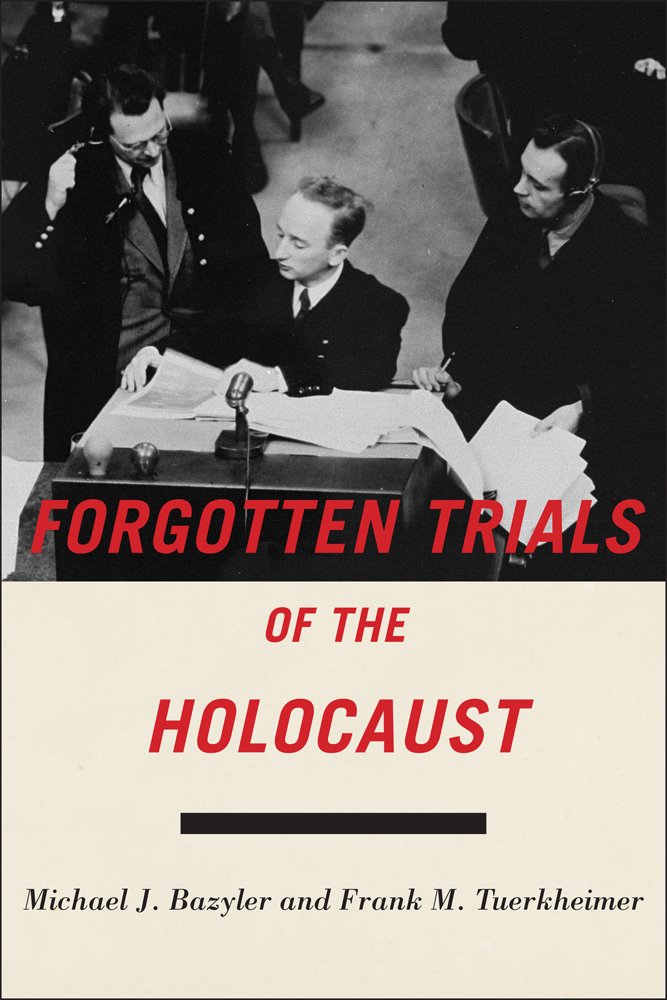 FORGOTTEN TRIALS
OF THE
HOLOCAUST
Michael J. Bazyler and Frank M. Tuerkheimer